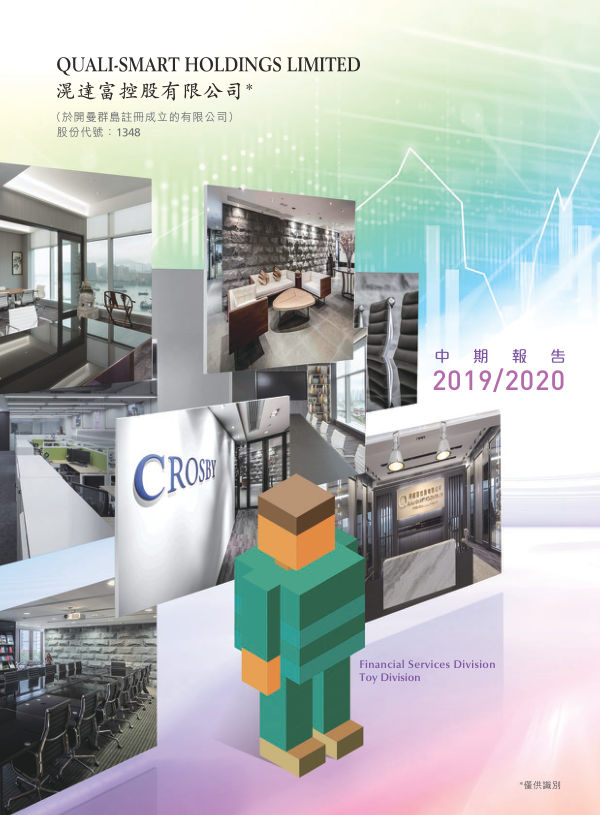 QUALI-SMART HOLDINGS LIMITED
滉達富控股有限公司*
(於開曼群島註冊成立的有限公司)
股份代號：1348
中期報告
2019/2020
CROSBY
Financial Services Division
Toy Division
*僅供識別